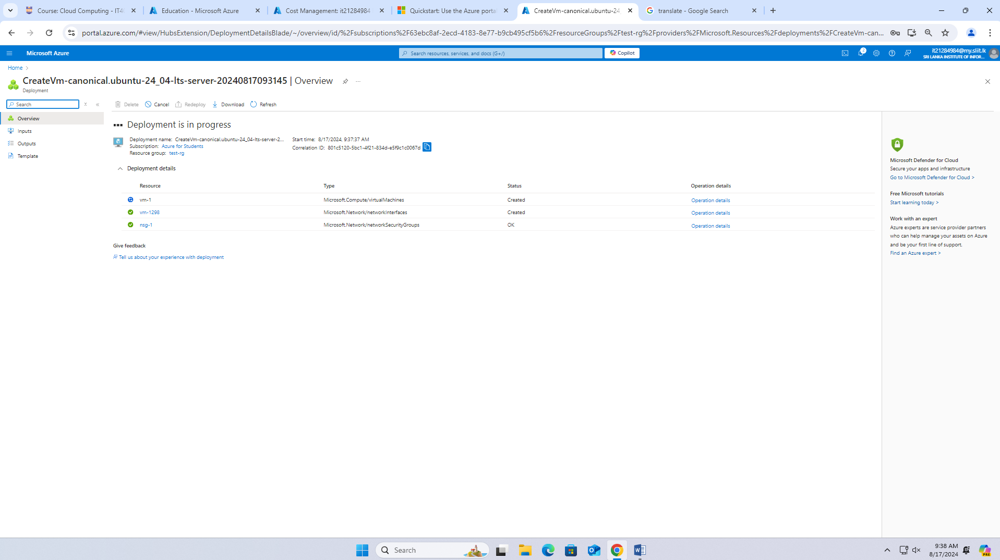 Course: Cloud Computing - IT4
Education - Microsoft Azure
Cost Management: it21284984
Quickstart: Use the Azure portal
CreateVm-canonical.ubuntu-24_
translate - Google Search
portal.azure.com/#view/HubsExtension/DeploymentDetailsBlade/~/overview/id/%2Fsubscriptions%2F63ebc8af-2ecd-4183-8e77-b9cb495cf5b6%2FresourceGroups%2Ftest-rg%2Fproviders%2FMicrosoft.Resources%2Fdeployments%2FCreateVm-can...
Microsoft Azure
Search resources, services, and docs (G+/)
Copilot
2
it21284984@my.sliit.lk
SRI LANKA INSTITUTE OF INFOR...
Home >
CreateVm-canonical.ubuntu-24_04-lts-server-20240817093145 | Overview
Deployment
Search
Overview
Inputs
Outputs
Template
Delete
Cancel
Redeploy
Download
Refresh
Deployment is in progress
Deployment name: CreateVm-canonical.ubuntu-24_04-lts-server-2...
Subscription: Azure for Students
Resource group: test-rg
Start time: 8/17/2024, 9:37:37 AM
Correlation ID: 801c5120-5bc1-4f21-834d-e5f9c1c0067d
Deployment details
Resource Type Status Operation details
vm-1 Microsoft.Compute/virtualMachines Created Operation details
vm-1298 Microsoft.Network/networkInterfaces Created Operation details
nsg-1 Microsoft.Network/networkSecurityGroups OK Operation details
Give feedback
Tell us about your experience with deployment
Microsoft Defender for Cloud
Secure your apps and infrastructure
Go to Microsoft Defender for Cloud >
Free Microsoft tutorials
Start learning today >
Work with an expert
Azure experts are service provider partners
who can help manage your assets on Azure
and be your first line of support.
Find an Azure expert >
Search
9:38 AM
8/17/2024
PRE